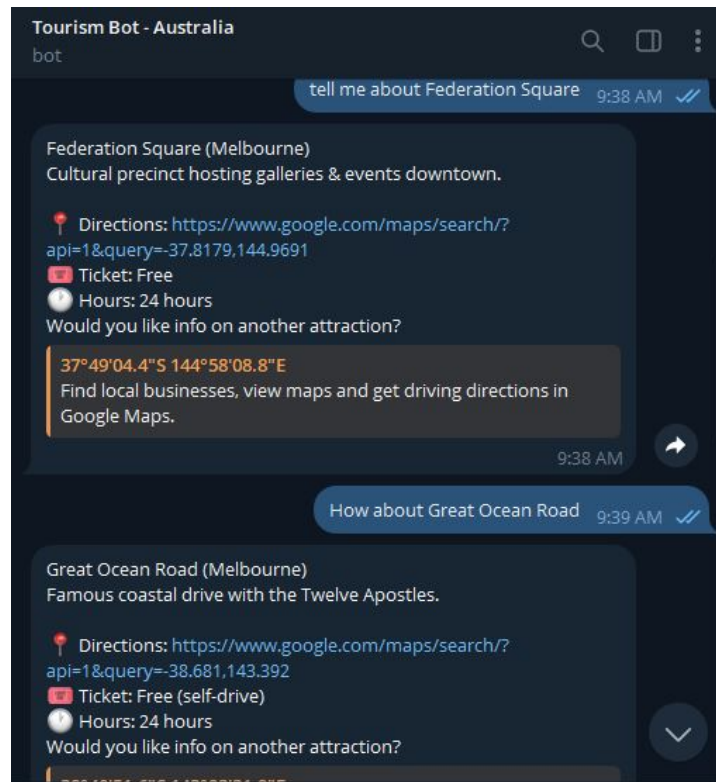 Tourism Bot - Australia
bot
tell me about Federation Square 9:38 AM
Federation Square (Melbourne)
Cultural precinct hosting galleries & events downtown.
Directions: https://www.google.com/maps/search/?
api=1&query=-37.8179,144.9691
Ticket: Free
Hours: 24 hours
Would you like info on another attraction?
37°49'04.4"S 144°58'08.8"E
Find local businesses, view maps and get driving directions in
Google Maps.
9:38 AM
How about Great Ocean Road 9:39 AM
Great Ocean Road (Melbourne)
Famous coastal drive with the Twelve Apostles.
Directions: https://www.google.com/maps/search/?
api=1&query=-38.681,143.392
Ticket: Free (self-drive)
Hours: 24 hours
Would you like info on another attraction?